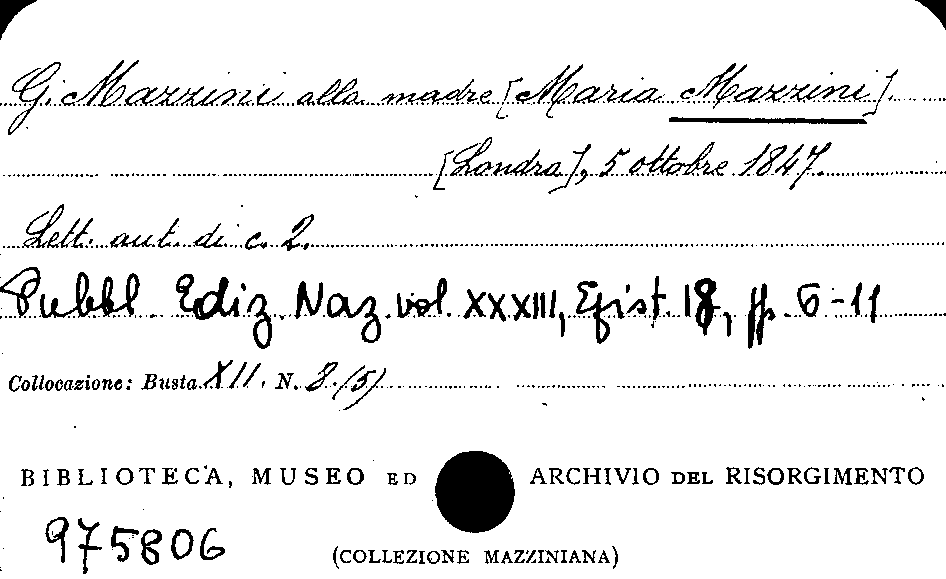 G. Mazzini alla madre [Maria Mazzini].
[Londra], 5 ottobre 1847.
Lett. aut. di c. 2.
Pubbl. Ediz. Naz. vol. XXXIII, Epist. 18, pp. 6-11
Collocazione: Busta XII. N. 8.(5)
BIBLIOTECA, MUSEO ED ARCHIVIO DEL RISORGIMENTO
975806
(COLLEZIONE MAZZINIANA)